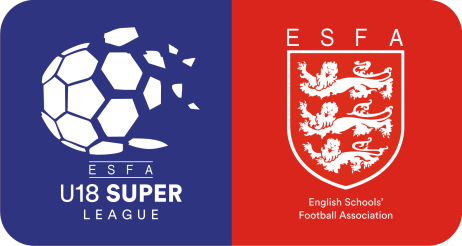 ESFA
U18 SUPER
LEAGUE
ESFA
English Schools'
Football Association